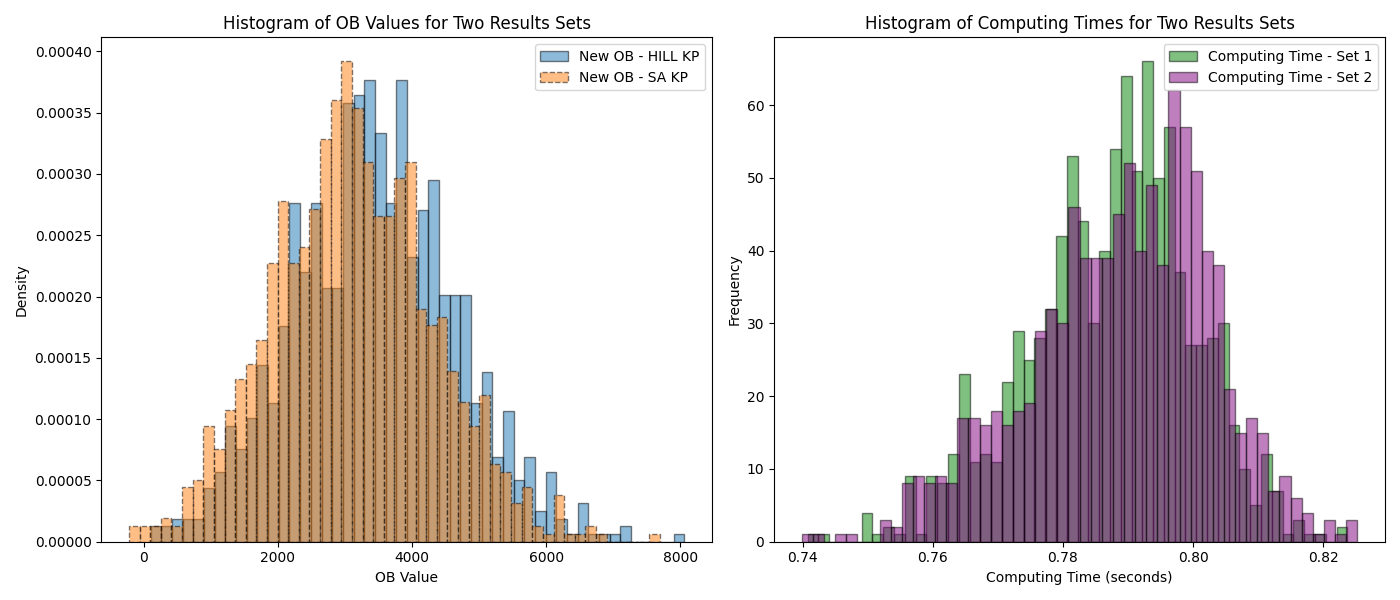 Histogram of OB Values for Two Results Sets
New OB - HILL KP
New OB - SA KP
0.00040
0.00035
0.00030
0.00025
0.00020
0.00015
0.00010
0.00005
0.00000
Density
0
2000
4000
6000
8000
OB Value
Histogram of Computing Times for Two Results Sets
Computing Time - Set 1
Computing Time - Set 2
60
50
40
30
20
10
0
Frequency
0.74
0.76
0.78
0.80
0.82
Computing Time (seconds)